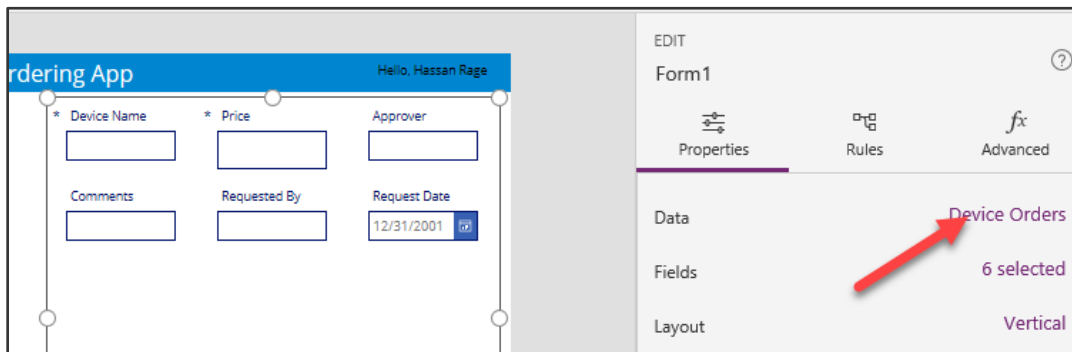 rdering App
Hello, Hassan Rage
* Device Name
* Price
Approver
Comments
Requested By
Request Date
12/31/2001
EDIT
Form1
?
Properties
fx
Rules
Advanced
Data
Device Orders
Fields
6 selected
Layout
Vertical